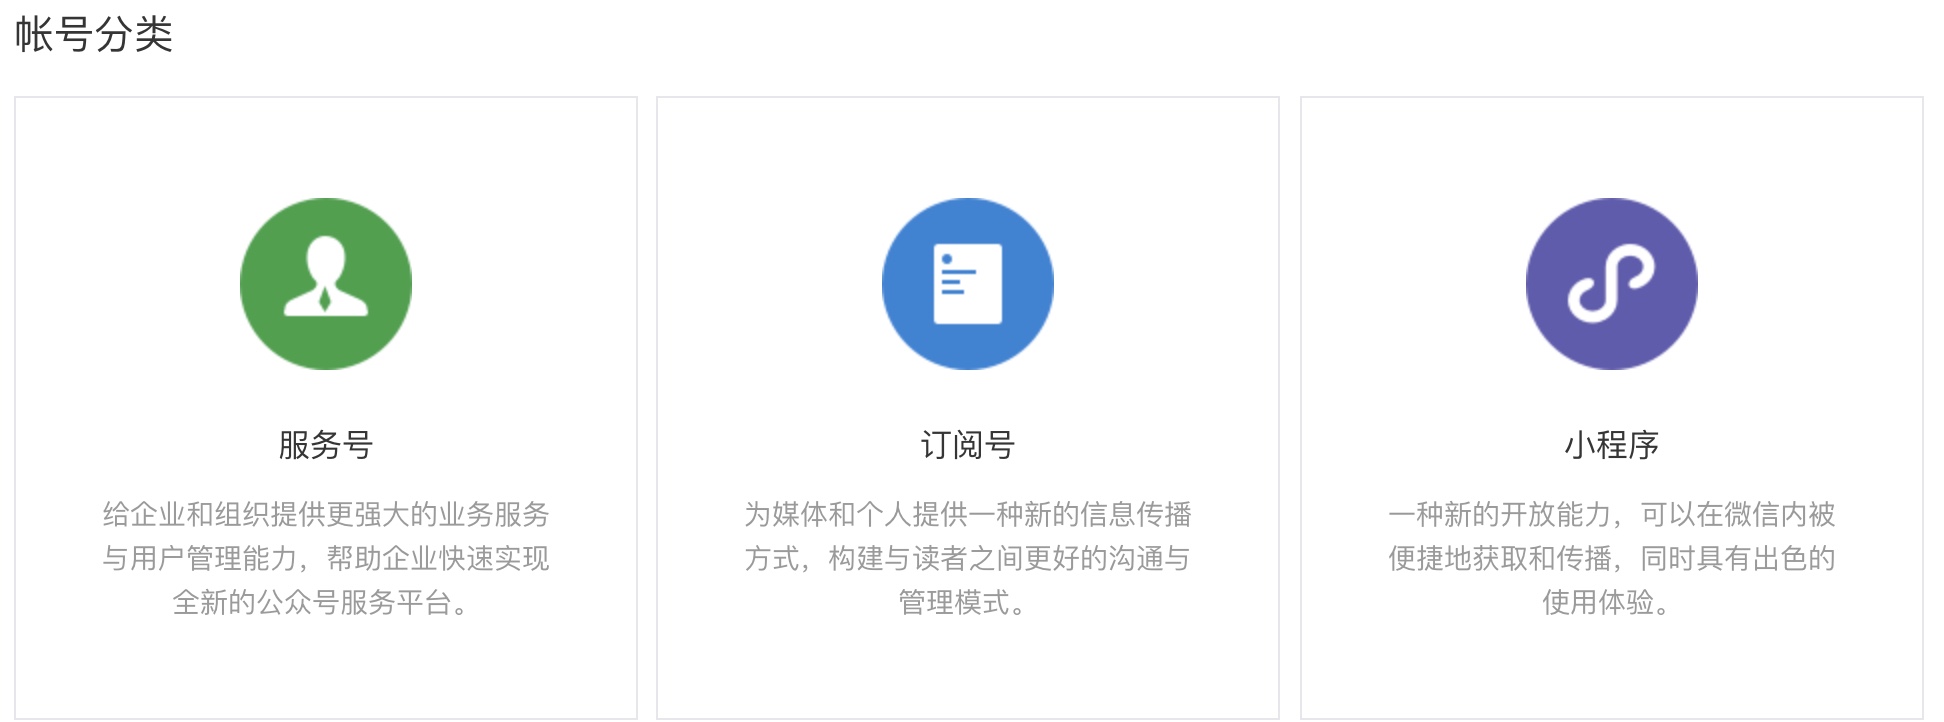 帐号分类
服务号
给企业和组织提供更强大的业务服务
与用户管理能力，帮助企业快速实现
全新的公众号服务平台。
订阅号
为媒体和个人提供一种新的信息传播
方式，构建与读者之间更好的沟通与
管理模式。
小程序
一种新的开放能力，可以在微信内被
便捷地获取和传播，同时具有出色的
使用体验。